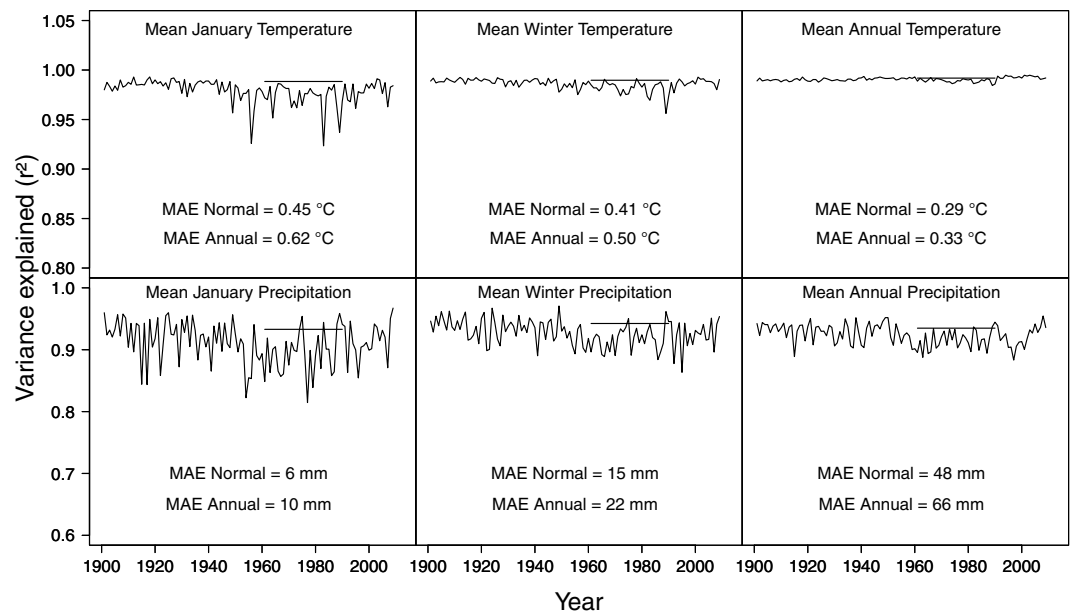 Mean January Temperature
Mean Winter Temperature
Mean Annual Temperature
1.05
1.00
0.95
0.90
0.85
0.80
MAE Normal = 0.45 °C
MAE Annual = 0.62 °C
MAE Normal = 0.41 °C
MAE Annual = 0.50 °C
MAE Normal = 0.29 °C
MAE Annual = 0.33 °C
Variance explained (r²)
Mean January Precipitation
Mean Winter Precipitation
Mean Annual Precipitation
1.0
0.9
0.8
0.7
0.6
MAE Normal = 6 mm
MAE Annual = 10 mm
MAE Normal = 15 mm
MAE Annual = 22 mm
MAE Normal = 48 mm
MAE Annual = 66 mm
1900 1920 1940 1960 1980 2000
1900 1920 1940 1960 1980 2000
1900 1920 1940 1960 1980 2000
Year